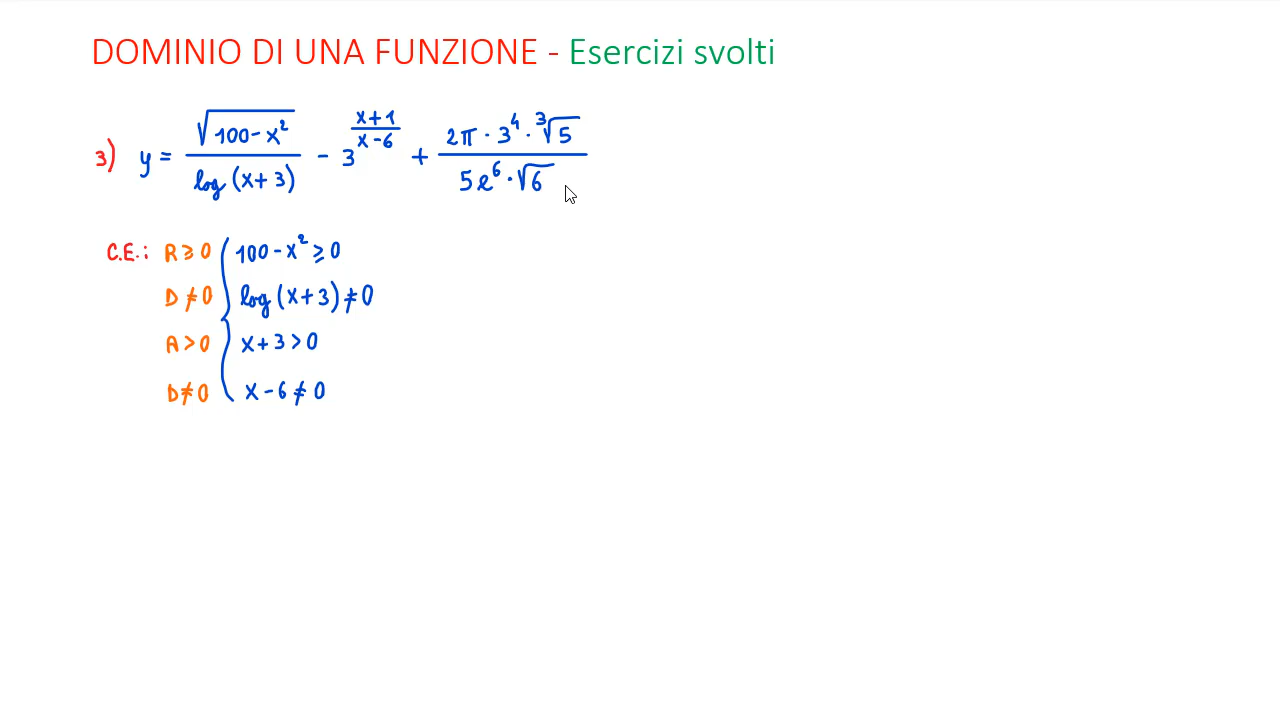 DOMINIO DI UNA FUNZIONE - Esercizi svolti
3) y = √(100-x²) / log(x+3) - 3^((x+1)/(x-6)) + (2π · 3⁴ · ³√5) / (5e⁶ · √6)
C.E.: R ≥ 0 { 100-x² ≥ 0
D ≠ 0 log(x+3) ≠ 0
A > 0 x+3 > 0
D ≠ 0 x-6 ≠ 0